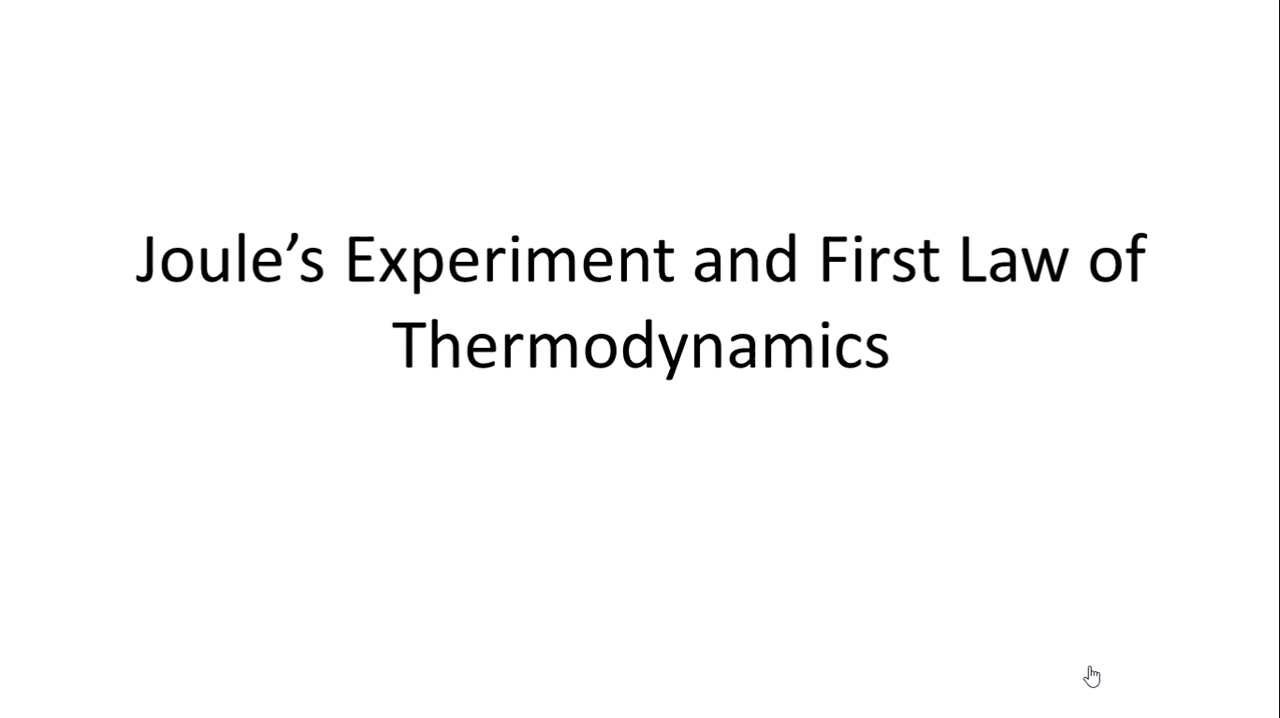 Joule’s Experiment and First Law of
Thermodynamics